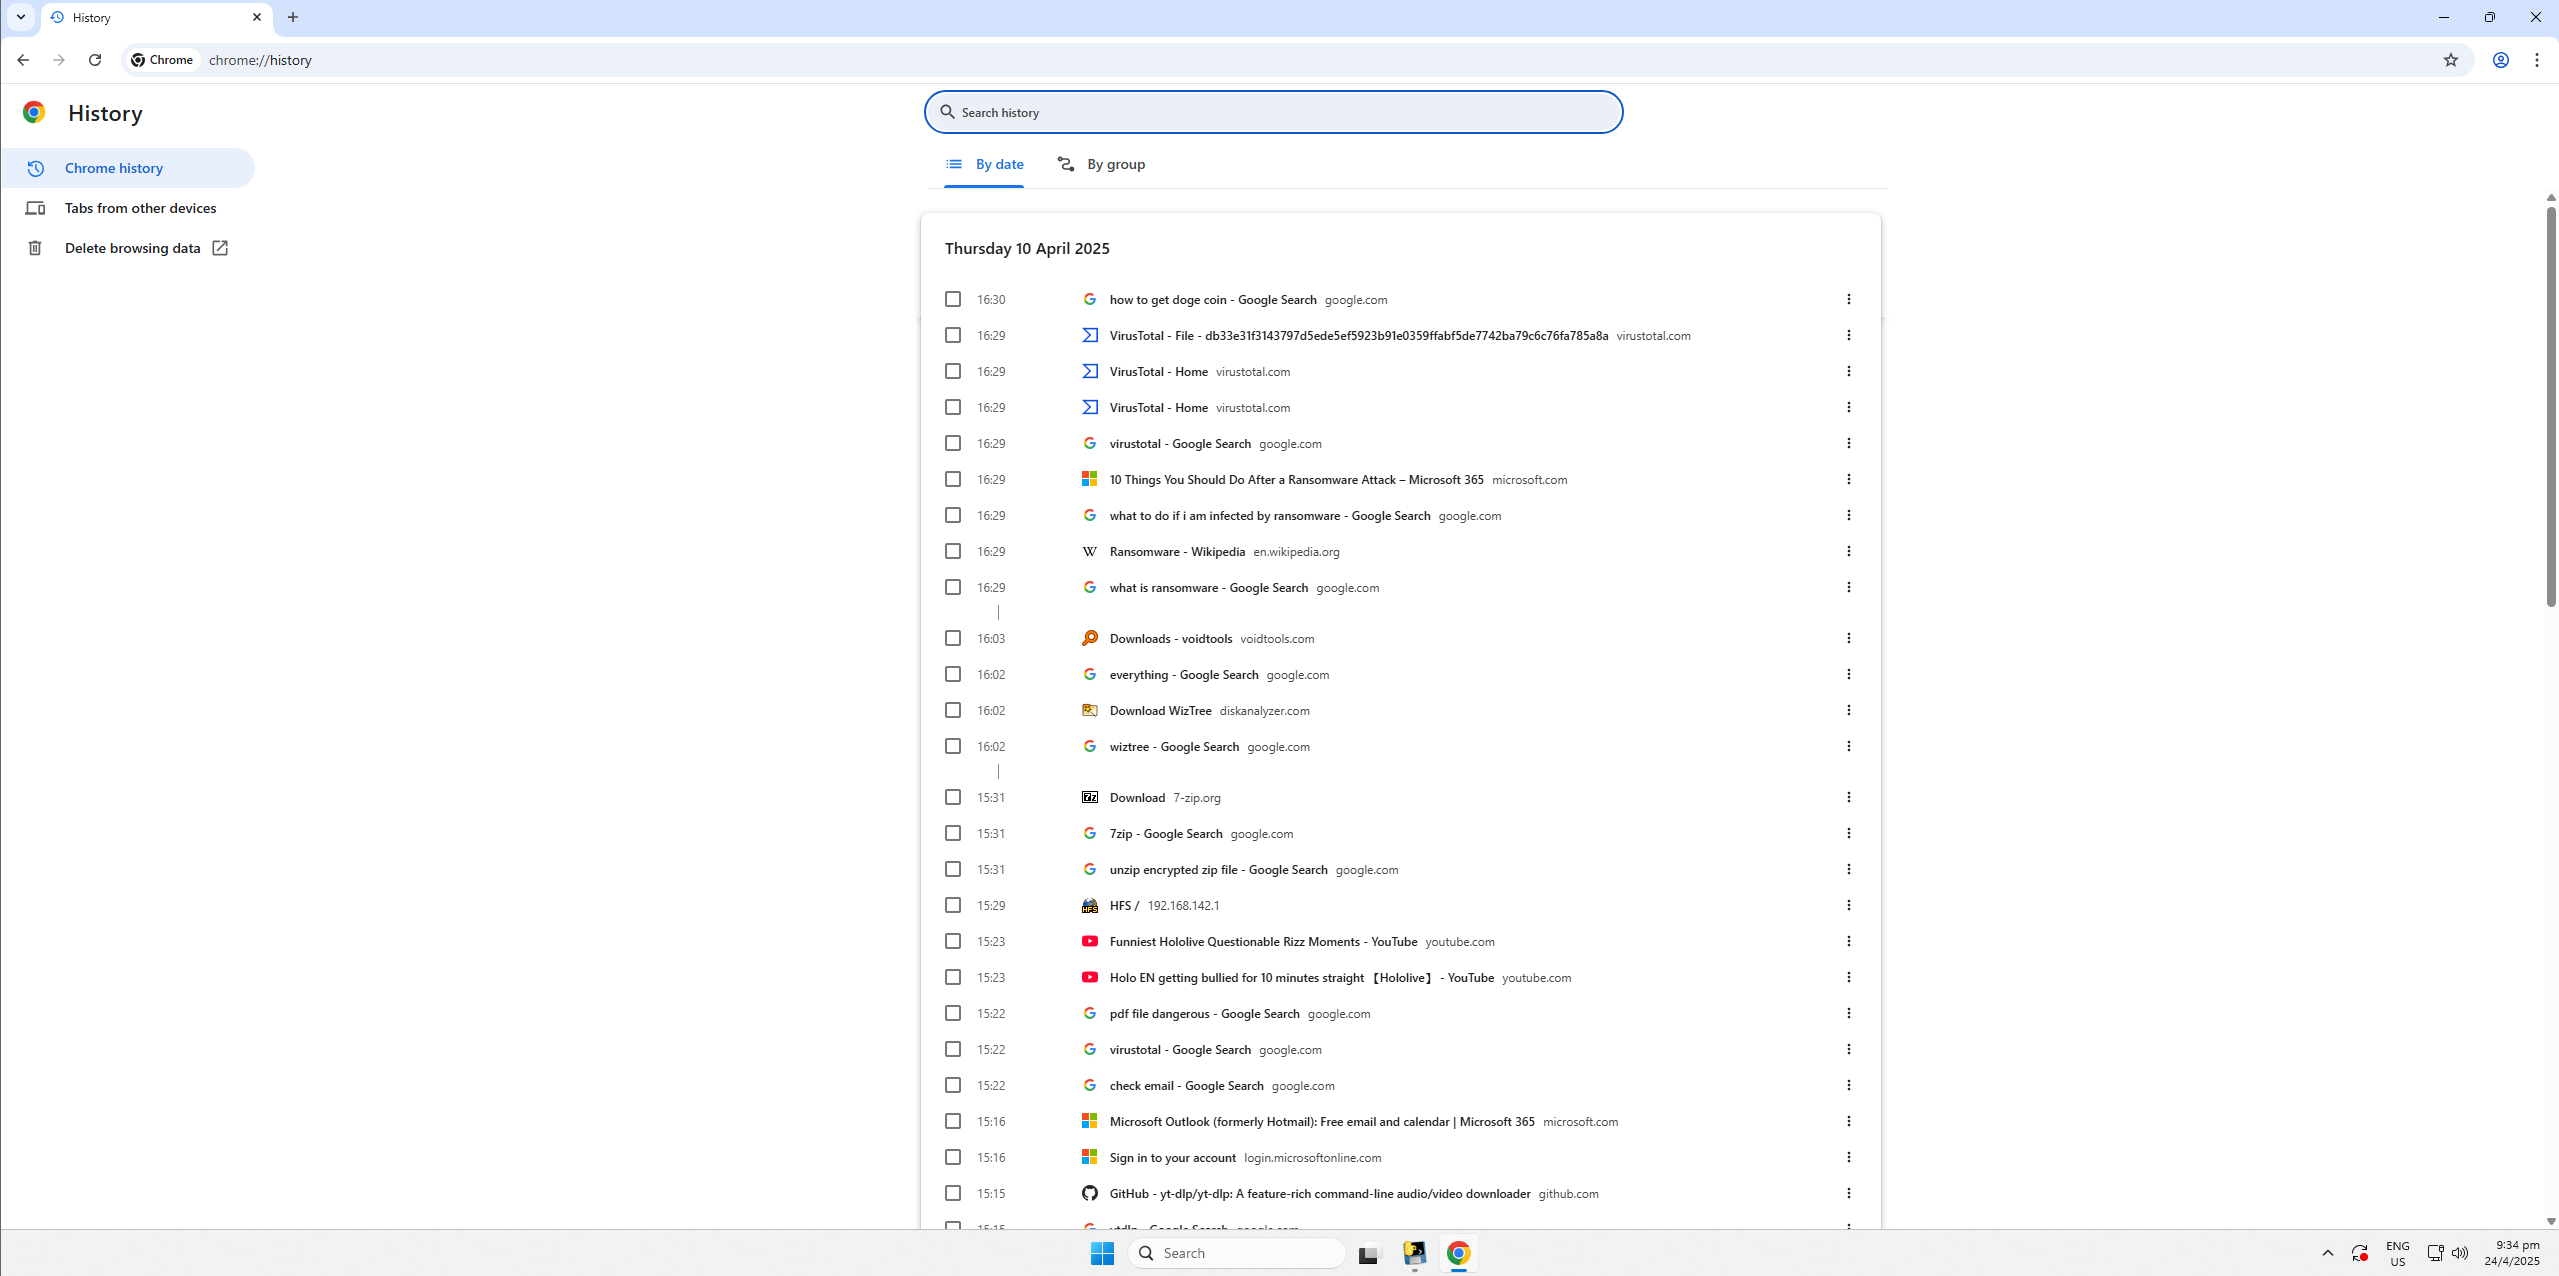 History
Chrome
chrome://history
History
Search history
Chrome history
Tabs from other devices
Delete browsing data
By date
By group
Thursday 10 April 2025
16:30 how to get doge coin - Google Search google.com
16:29 VirusTotal - File - db33e31f3143797d5ede5ef5923b91e0359ffabf5de7742ba79c6c76fa785a8a virustotal.com
16:29 VirusTotal - Home virustotal.com
16:29 VirusTotal - Home virustotal.com
16:29 virustotal - Google Search google.com
16:29 10 Things You Should Do After a Ransomware Attack – Microsoft 365 microsoft.com
16:29 what to do if i am infected by ransomware - Google Search google.com
16:29 W Ransomware - Wikipedia en.wikipedia.org
16:29 what is ransomware - Google Search google.com
16:03 Downloads - voidtools voidtools.com
16:02 everything - Google Search google.com
16:02 Download WizTree diskanalyzer.com
16:02 wiztree - Google Search google.com
15:31 7z Download 7-zip.org
15:31 7zip - Google Search google.com
15:31 unzip encrypted zip file - Google Search google.com
15:29 HFS HFS / 192.168.142.1
15:23 Funniest Hololive Questionable Rizz Moments - YouTube youtube.com
15:23 Holo EN getting bullied for 10 minutes straight 【Hololive】 - YouTube youtube.com
15:22 pdf file dangerous - Google Search google.com
15:22 virustotal - Google Search google.com
15:22 check email - Google Search google.com
15:16 Microsoft Outlook (formerly Hotmail): Free email and calendar | Microsoft 365 microsoft.com
15:16 Sign in to your account login.microsoftonline.com
15:15 GitHub - yt-dlp/yt-dlp: A feature-rich command-line audio/video downloader github.com
15:15 ytdlp - Google Search google.com
Search
ENG
US
9:34 pm
24/4/2025